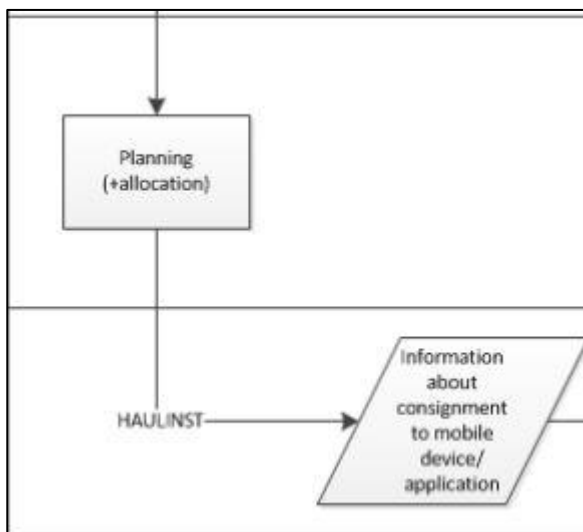 Planning
(+allocation)
Information
about
consignment
to mobile
device/
application
HAULINST